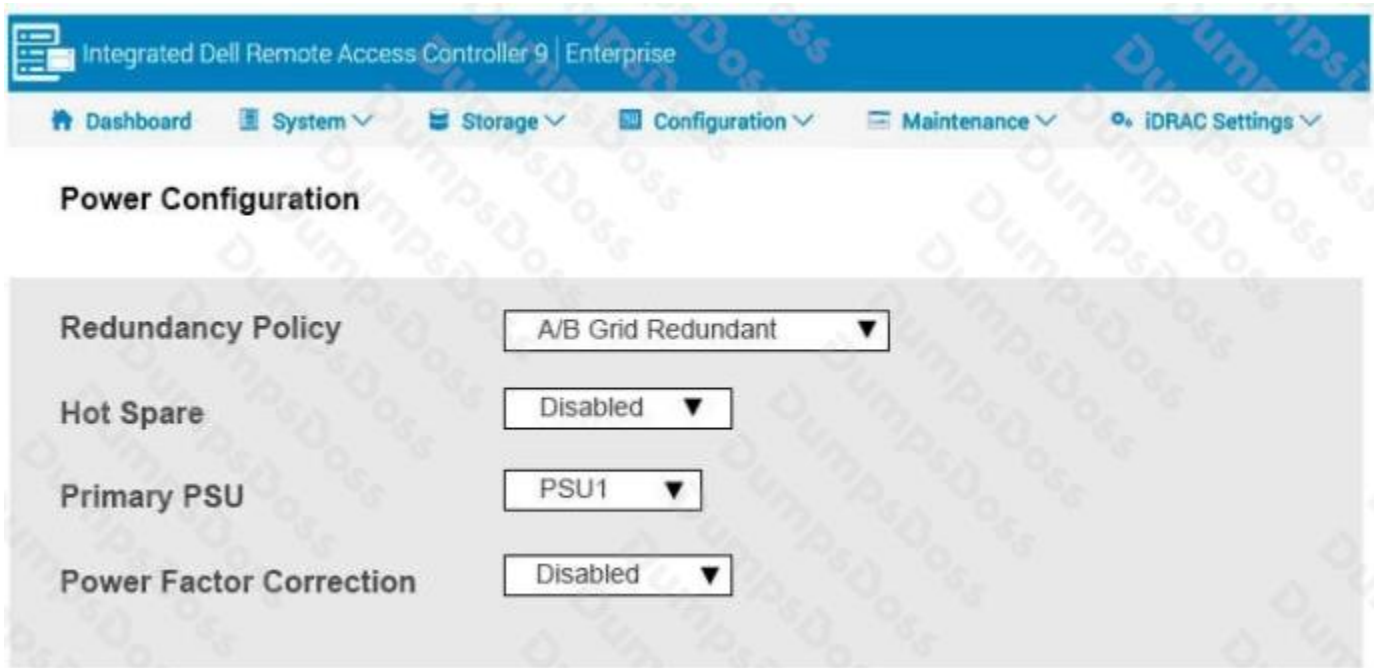 Integrated Dell Remote Access Controller 9 | Enterprise
Dashboard System Storage Configuration Maintenance iDRAC Settings
Power Configuration
Redundancy Policy A/B Grid Redundant
Hot Spare Disabled
Primary PSU PSU1
Power Factor Correction Disabled
DumpsDoss